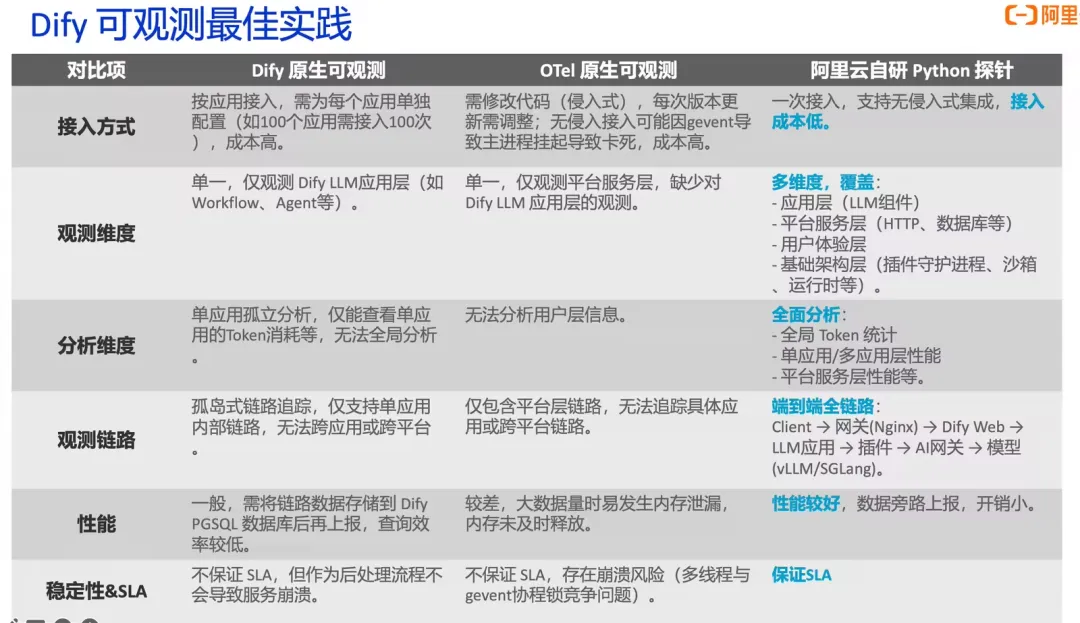 Dify 可观测最佳实践
阿里
对比项
Dify 原生可观测
OTel 原生可观测
阿里云自研 Python 探针
接入方式
按应用接入，需为每个应用单独
配置（如100个应用需接入100次
），成本高。
需修改代码（侵入式），每次版本更
新需调整；无侵入接入可能因gevent导
致主进程挂起导致卡死，成本高。
一次接入，支持无侵入式集成，接入
成本低。
观测维度
单一，仅观测 Dify LLM应用层（如
Workflow、Agent等）。
单一，仅观测平台服务层，缺少对
Dify LLM 应用层的观测。
多维度，覆盖：
- 应用层（LLM组件）
- 平台服务层（HTTP、数据库等）
- 用户体验层
- 基础架构层（插件守护进程、沙箱
、运行时等）。
分析维度
单应用孤立分析，仅能查看单应
用的Token消耗等，无法全局分析
。
无法分析用户层信息。
全面分析：
- 全局 Token 统计
- 单应用/多应用层性能
- 平台服务层性能等。
观测链路
孤岛式链路追踪，仅支持单应用
内部链路，无法跨应用或跨平台
。
仅包含平台层链路，无法追踪具体应
用或跨平台链路。
端到端全链路：
Client → 网关(Nginx) → Dify Web →
LLM应用 → 插件 → AI网关 → 模型
(vLLM/SGLang)。
性能
一般，需将链路数据存储到 Dify
PGSQL 数据库后再上报，查询效
率较低。
较差，大数据量时易发生内存泄漏，
内存未及时释放。
性能较好，数据旁路上报，开销小。
稳定性&SLA
不保证 SLA，但作为后处理流程不
会导致服务崩溃。
不保证 SLA，存在崩溃风险（多线程与
gevent协程锁竞争问题）。
保证SLA